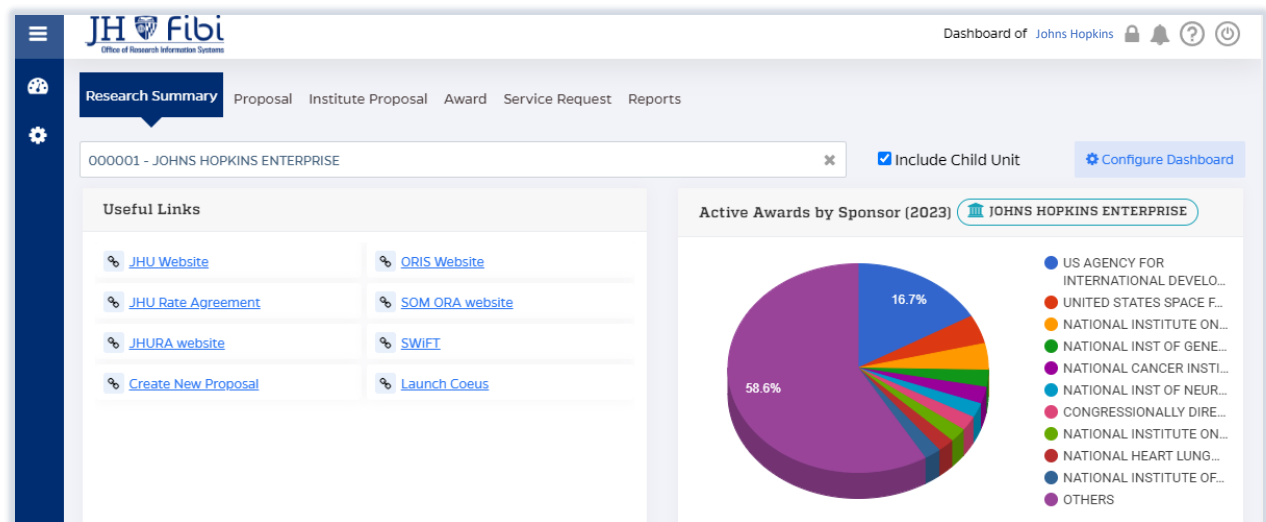 JH Fibi
Office of Research Information Systems
Dashboard of Johns Hopkins
Research Summary Proposal Institute Proposal Award Service Request Reports
000001 - JOHNS HOPKINS ENTERPRISE
Include Child Unit
Configure Dashboard
Useful Links
JHU Website
ORIS Website
JHU Rate Agreement
SOM ORA website
JHURA website
SWiFT
Create New Proposal
Launch Coeus
Active Awards by Sponsor (2023) JOHNS HOPKINS ENTERPRISE
16.7%
58.6%
US AGENCY FOR
INTERNATIONAL DEVELO...
UNITED STATES SPACE F...
NATIONAL INSTITUTE ON...
NATIONAL INST OF GENE...
NATIONAL CANCER INSTI...
NATIONAL INST OF NEUR...
CONGRESSIONALLY DIRE...
NATIONAL INSTITUTE ON...
NATIONAL HEART LUNG...
NATIONAL INSTITUTE OF...
OTHERS